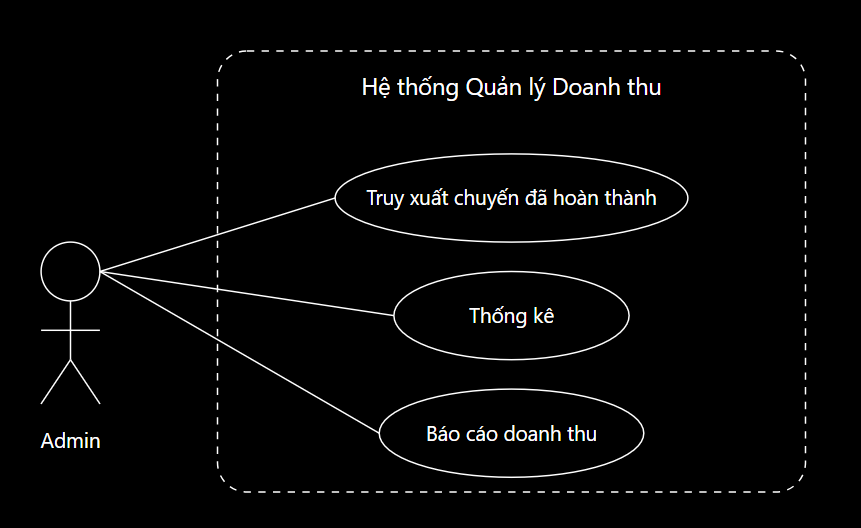 Hệ thống Quản lý Doanh thu
Truy xuất chuyến đã hoàn thành
Thống kê
Báo cáo doanh thu
Admin